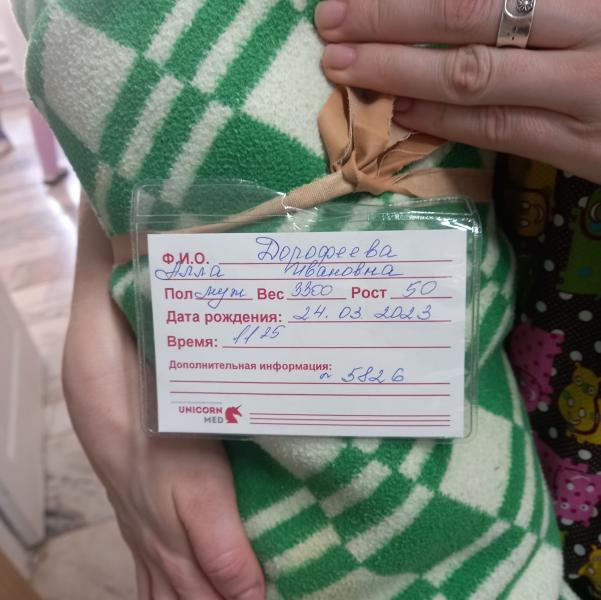 Ф.И.О. Дорофеева
Алла Ивановна
Пол муж Вес 3300 Рост 50
Дата рождения: 24.03.2023
Время: 11 25
Дополнительная информация:
№ 5826
UNICORN
MED